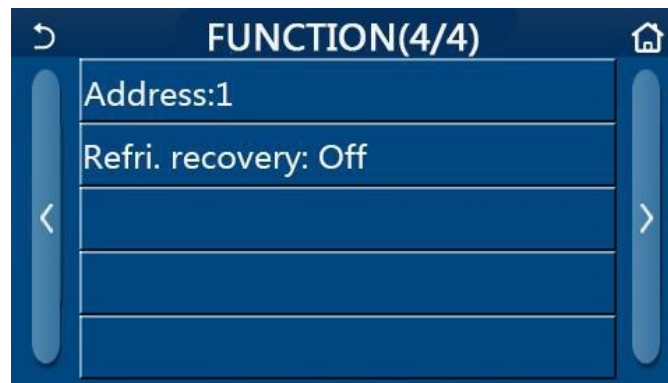 FUNCTION(4/4)
Address:1
Refri. recovery: Off